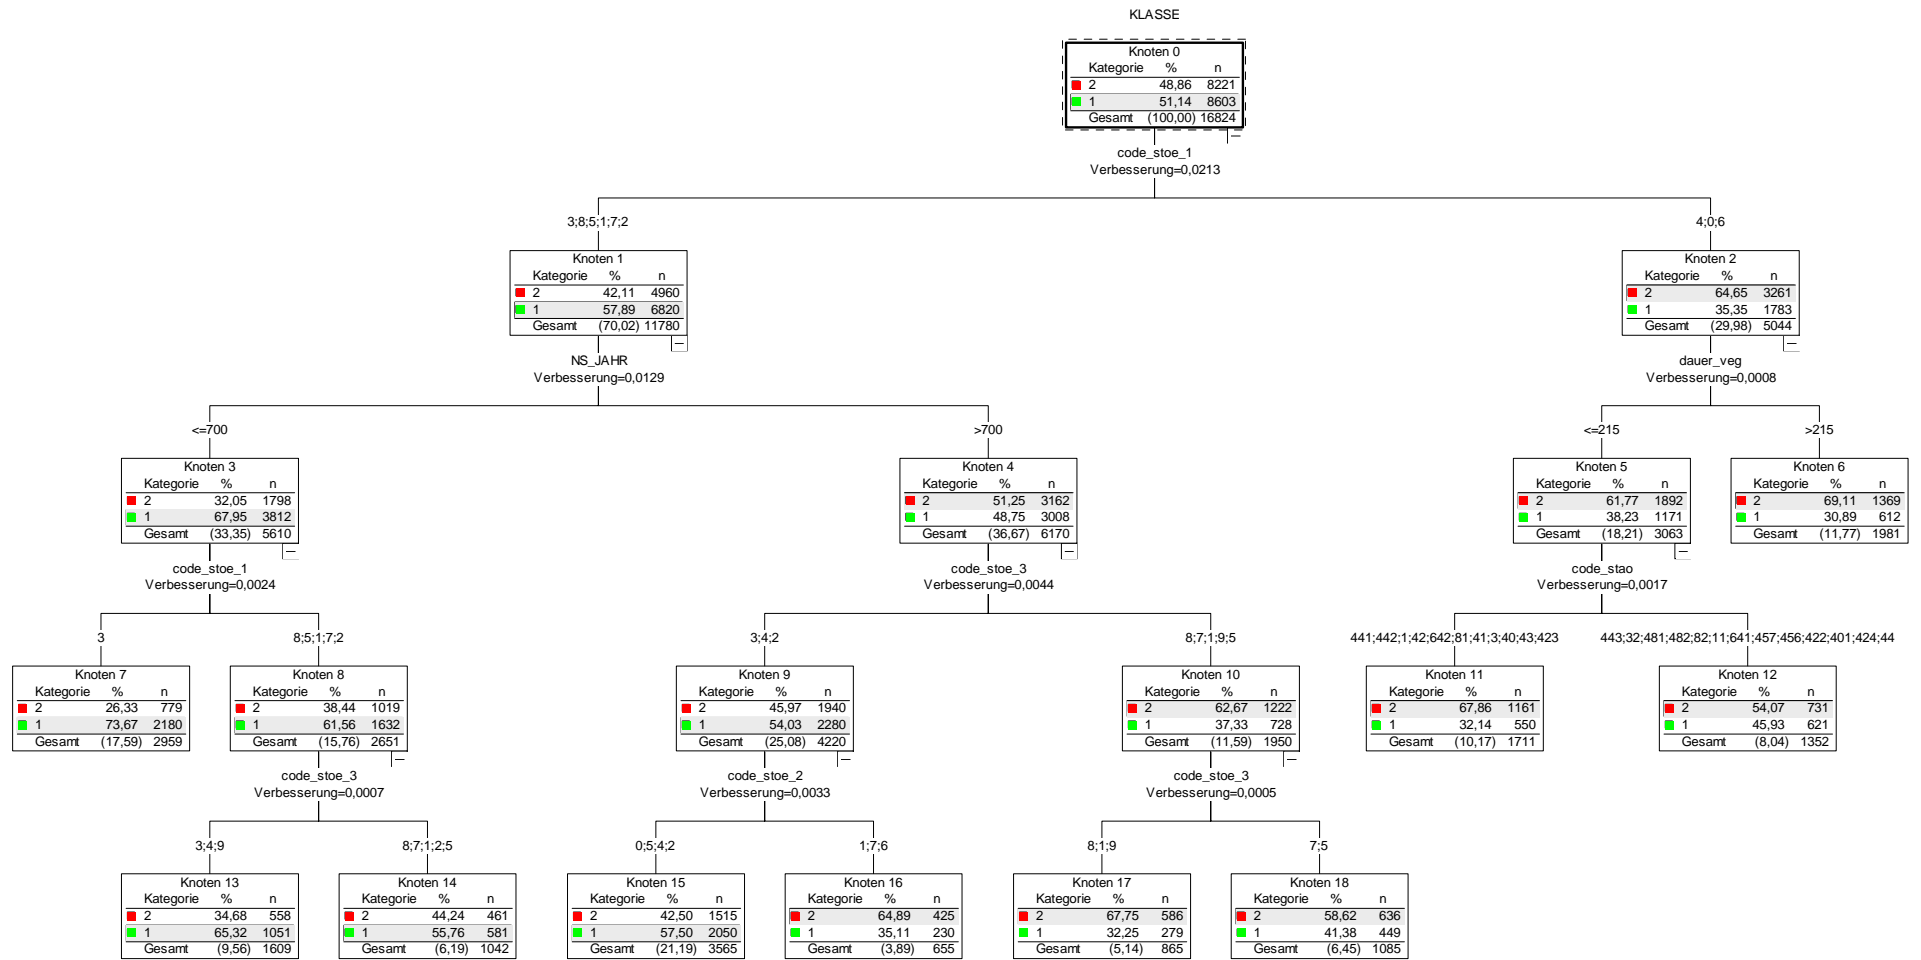 KLASSE
Knoten 0
Kategorie % n
2 48,86 8221
1 51,14 8603
Gesamt (100,00) 16824
code_stoe_1
Verbesserung=0,0213
3;8;5;1;7;2
4;0;6
Knoten 1
Kategorie % n
2 42,11 4960
1 57,89 6820
Gesamt (70,02) 11780
NS_JAHR
Verbesserung=0,0129
Knoten 2
Kategorie % n
2 64,65 3261
1 35,35 1783
Gesamt (29,98) 5044
dauer_veg
Verbesserung=0,0008
<=700
>700
<=215
>215
Knoten 3
Kategorie % n
2 32,05 1798
1 67,95 3812
Gesamt (33,35) 5610
code_stoe_1
Verbesserung=0,0024
Knoten 4
Kategorie % n
2 51,25 3162
1 48,75 3008
Gesamt (36,67) 6170
code_stoe_3
Verbesserung=0,0044
Knoten 5
Kategorie % n
2 61,77 1892
1 38,23 1171
Gesamt (18,21) 3063
code_stao
Verbesserung=0,0017
Knoten 6
Kategorie % n
2 69,11 1369
1 30,89 612
Gesamt (11,77) 1981
3
8;5;1;7;2
3;4;2
8;7;1;9;5
441;442;1;42;642;81;41;3;40;43;423
443;32;481;482;82;11;641;457;456;422;401;424;44
Knoten 7
Kategorie % n
2 26,33 779
1 73,67 2180
Gesamt (17,59) 2959
Knoten 8
Kategorie % n
2 38,44 1019
1 61,56 1632
Gesamt (15,76) 2651
code_stoe_3
Verbesserung=0,0007
Knoten 9
Kategorie % n
2 45,97 1940
1 54,03 2280
Gesamt (25,08) 4220
code_stoe_2
Verbesserung=0,0033
Knoten 10
Kategorie % n
2 62,67 1222
1 37,33 728
Gesamt (11,59) 1950
code_stoe_3
Verbesserung=0,0005
Knoten 11
Kategorie % n
2 67,86 1161
1 32,14 550
Gesamt (10,17) 1711
Knoten 12
Kategorie % n
2 54,07 731
1 45,93 621
Gesamt (8,04) 1352
3;4;9
8;7;1;2;5
0;5;4;2
1;7;6
8;1;9
7;5
Knoten 13
Kategorie % n
2 34,68 558
1 65,32 1051
Gesamt (9,56) 1609
Knoten 14
Kategorie % n
2 44,24 461
1 55,76 581
Gesamt (6,19) 1042
Knoten 15
Kategorie % n
2 42,50 1515
1 57,50 2050
Gesamt (21,19) 3565
Knoten 16
Kategorie % n
2 64,89 425
1 35,11 230
Gesamt (3,89) 655
Knoten 17
Kategorie % n
2 67,75 586
1 32,25 279
Gesamt (5,14) 865
Knoten 18
Kategorie % n
2 58,62 636
1 41,38 449
Gesamt (6,45) 1085